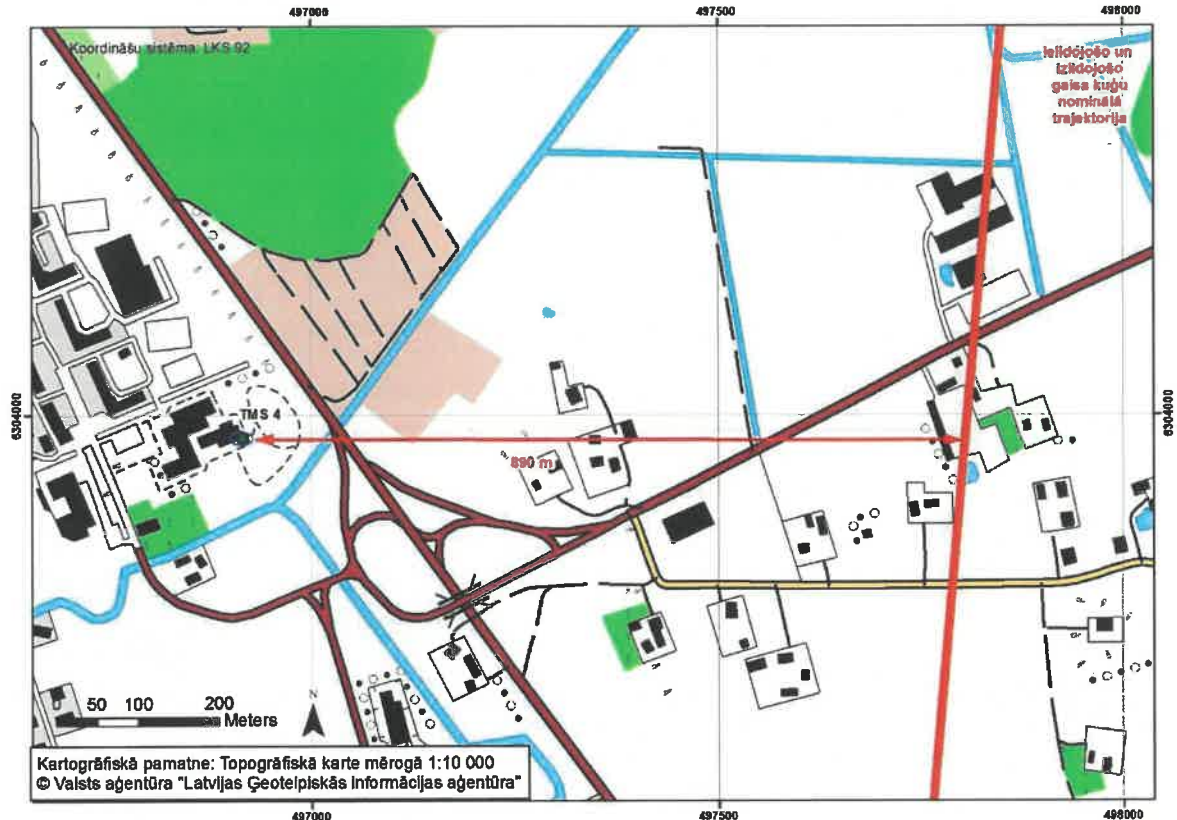 497000
497500
498000
Koordināšu sistēma: LKS 92
Ielidojošo un
izlidojošo
gaisa kuģu
nominālā
trajektorija
6304000
6304000
TMS 4
890 m
0 50 100 200
Meters
N
Kartogrāfiskā pamatne: Topogrāfiskā karte mērogā 1:10 000
© Valsts aģentūra "Latvijas Ģeotelpiskās informācijas aģentūra"
497000
497500
498000